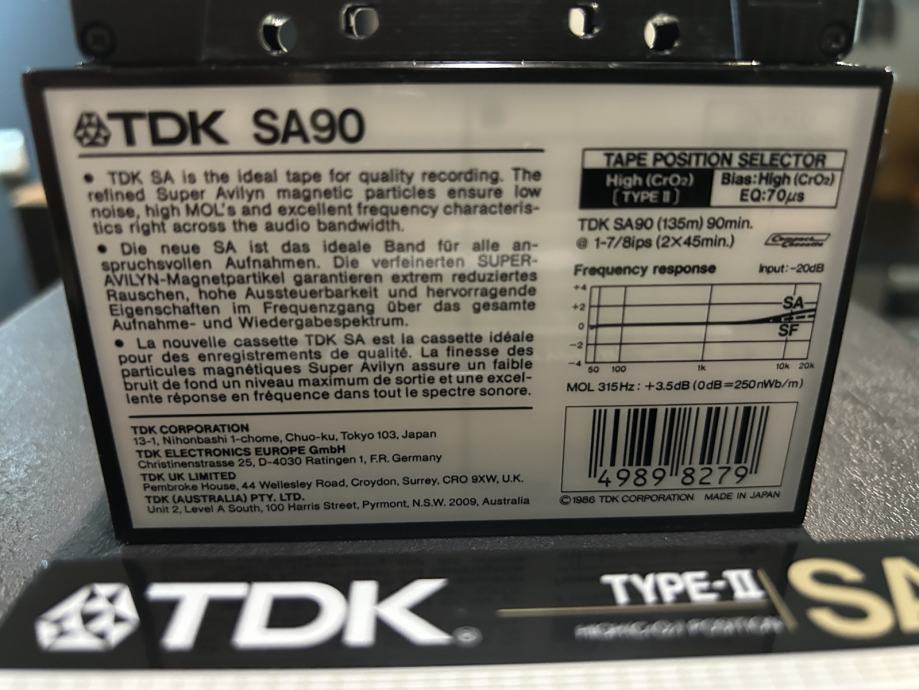 TDK SA90
• TDK SA is the ideal tape for quality recording. The
refined Super Avilyn magnetic particles ensure low
noise, high MOL's and excellent frequency characteris-
tics right across the audio bandwidth.
• Die neue SA ist das ideale Band für alle an-
spruchsvollen Aufnahmen. Die verfeinerten SUPER-
AVILYN-Magnetpartikel garantieren extrem reduziertes
Rauschen, hohe Aussteuerbarkeit und hervorragende
Eigenschaften im Frequenzgang über das gesamte
Aufnahme- und Wiedergabespektrum.
• La nouvelle cassette TDK SA est la cassette idéale
pour des enregistrements de qualité. La finesse des
particules magnétiques Super Avilyn assure un faible
bruit de fond un niveau maximum de sortie et une excel-
lente réponse en fréquence dans tout le spectre sonore.
TDK CORPORATION
13-1, Nihonbashi 1-chome, Chuo-ku, Tokyo 103, Japan
TDK ELECTRONICS EUROPE GmbH
Christinenstrasse 25, D-4030 Ratingen 1, F.R. Germany
TDK UK LIMITED
Pembroke House, 44 Wellesley Road, Croydon, Surrey, CRO 9XW, U.K.
TDK (AUSTRALIA) PTY. LTD.
Unit 2, Level A South, 100 Harris Street, Pyrmont, N.S.W. 2009, Australia
TAPE POSITION SELECTOR
High (CrO₂)
[TYPE II]
Bias:High (CrO₂)
EQ:70µs
TDK SA90 (135m) 90min.
@ 1-7/8ips (2×45min.)
Compact Cassette
Frequency response Input:-20dB
+4
+2
0
-2
-4
SA
SF
50 100 1k 10k 20k
MOL 315Hz: +3.5dB (0dB=250nWb/m)
4989 8279
©1986 TDK CORPORATION MADE IN JAPAN
TDK® TYPE-II SA
HIGH(CrO₂) POSITION